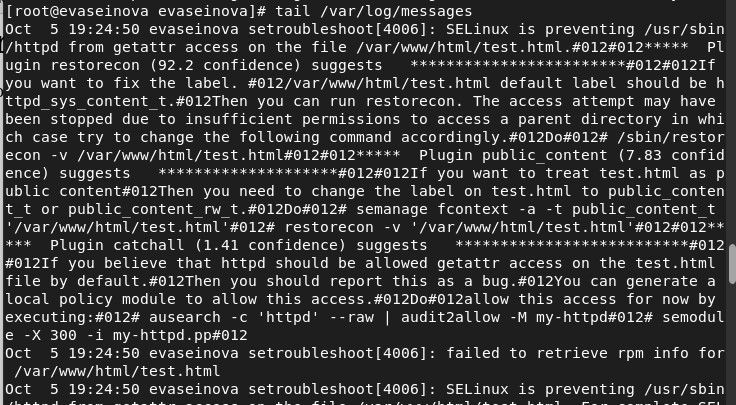 [root@evaseinova evaseinova]# tail /var/log/messages
Oct  5 19:24:50 evaseinova setroubleshoot[4006]: SELinux is preventing /usr/sbin
/httpd from getattr access on the file /var/www/html/test.html.#012#012*****  Pl
ugin restorecon (92.2 confidence) suggests   ************************#012#012If
you want to fix the label. #012/var/www/html/test.html default label should be h
ttpd_sys_content_t.#012Then you can run restorecon. The access attempt may have
been stopped due to insufficient permissions to access a parent directory in whi
ch case try to change the following command accordingly.#012Do#012# /sbin/restor
econ -v /var/www/html/test.html#012#012*****  Plugin public_content (7.83 confid
ence) suggests   ********************#012#012If you want to treat test.html as p
ublic content#012Then you need to change the label on test.html to public_conten
t_t or public_content_rw_t.#012Do#012# semanage fcontext -a -t public_content_t
'/var/www/html/test.html'#012# restorecon -v '/var/www/html/test.html'#012#012**
***  Plugin catchall (1.41 confidence) suggests   **************************#012
#012If you believe that httpd should be allowed getattr access on the test.html
file by default.#012Then you should report this as a bug.#012You can generate a
local policy module to allow this access.#012Do#012allow this access for now by
executing:#012# ausearch -c 'httpd' --raw | audit2allow -M my-httpd#012# semodul
e -X 300 -i my-httpd.pp#012
Oct  5 19:24:50 evaseinova setroubleshoot[4006]: failed to retrieve rpm info for
 /var/www/html/test.html
Oct  5 19:24:50 evaseinova setroubleshoot[4006]: SELinux is preventing /usr/sbin
/httpd from getattr access on the file /var/www/html/test.html. For complete SEL